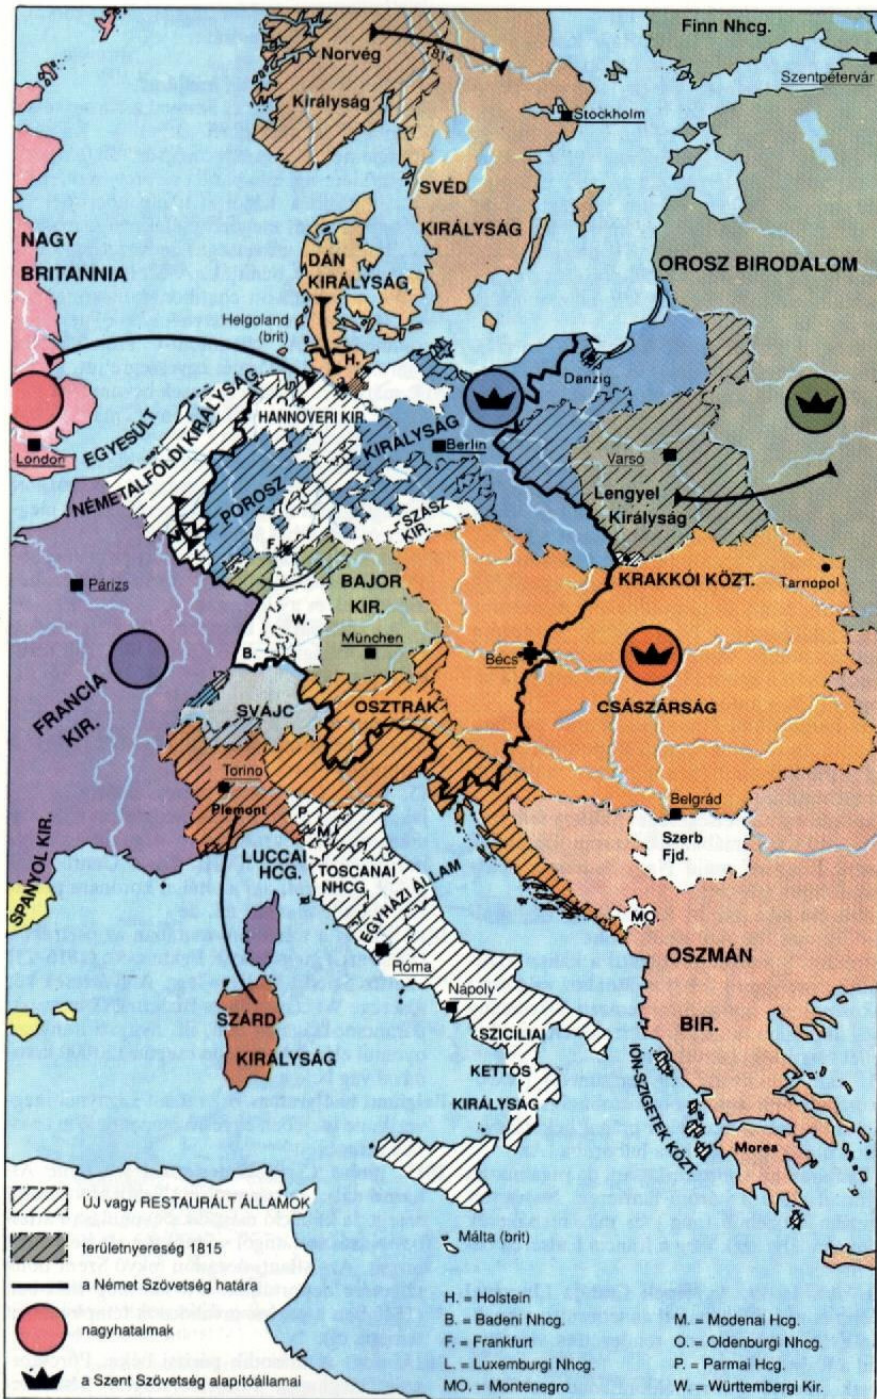 Finn Nhcg.
Szentpétervár
Norvég
Királyság
1814
Stockholm
SVÉD
KIRÁLYSÁG
NAGY
BRITANNIA
DÁN
KIRÁLYSÁG
OROSZ BIRODALOM
Helgoland
(brit)
H.
Danzig
HANNOVERI KIR.
KIRÁLYSÁG
Berlin
London
EGYESÜLT
NÉMETALFÖLDI KIRÁLYSÁG
POROSZ
Varsó
Lengyel
Királyság
SZÁSZ
KIR.
F.
L.
Párizs
BAJOR
KIR.
KRAKKÓI KÖZT.
Tarnopol
W.
B.
München
Bécs
FRANCIA
KIR.
SVÁJC
OSZTRÁK
CSÁSZÁRSÁG
Torino
Piemont
Belgrád
Szerb
Fjd.
P.
M.
SPANYOL KIR.
LUCCAI
HCG.
TOSCANAI
NHCG.
EGYHÁZI ÁLLAM
MO.
Róma
OSZMÁN
BIR.
Nápoly
SZÁRD
KIRÁLYSÁG
SZICÍLIAI
KETTŐS
KIRÁLYSÁG
IÓN-SZIGETEK KÖZT.
Morea
Málta (brit)
ÚJ vagy RESTAURÁLT ÁLLAMOK
területnyereség 1815
a Német Szövetség határa
nagyhatalmak
a Szent Szövetség alapítóállamai
H. = Holstein
B. = Badeni Nhcg.
F. = Frankfurt
L. = Luxemburgi Nhcg.
MO. = Montenegro
M. = Modenai Hcg.
O. = Oldenburgi Nhcg.
P. = Parmai Hcg.
W. = Württembergi Kir.